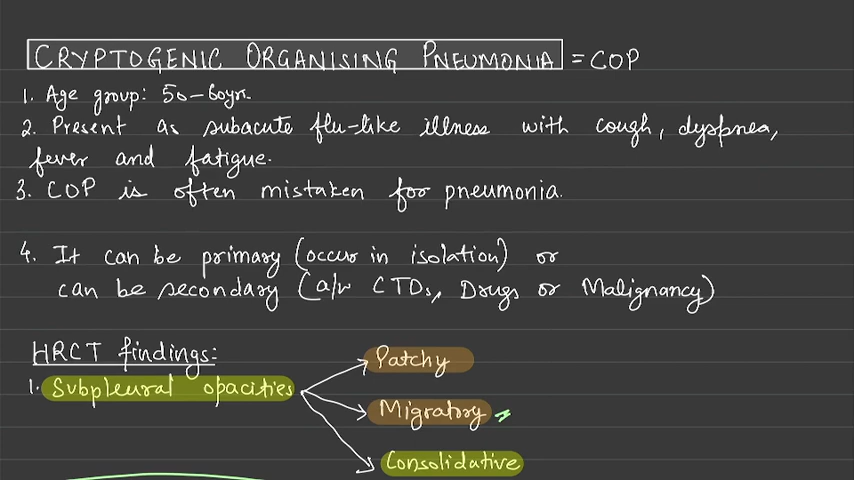 CRYPTOGENIC ORGANISING PNEUMONIA = COP
1. Age group: 50-60yr.
2. Present as subacute flu-like illness with cough, dyspnea,
fever and fatigue.
3. COP is often mistaken for pneumonia.
4. It can be primary (occur in isolation) or
can be secondary (a/w CTDs, Drugs or Malignancy)
HRCT findings:
1. Subpleural opacities
Patchy
Migratory
Consolidative